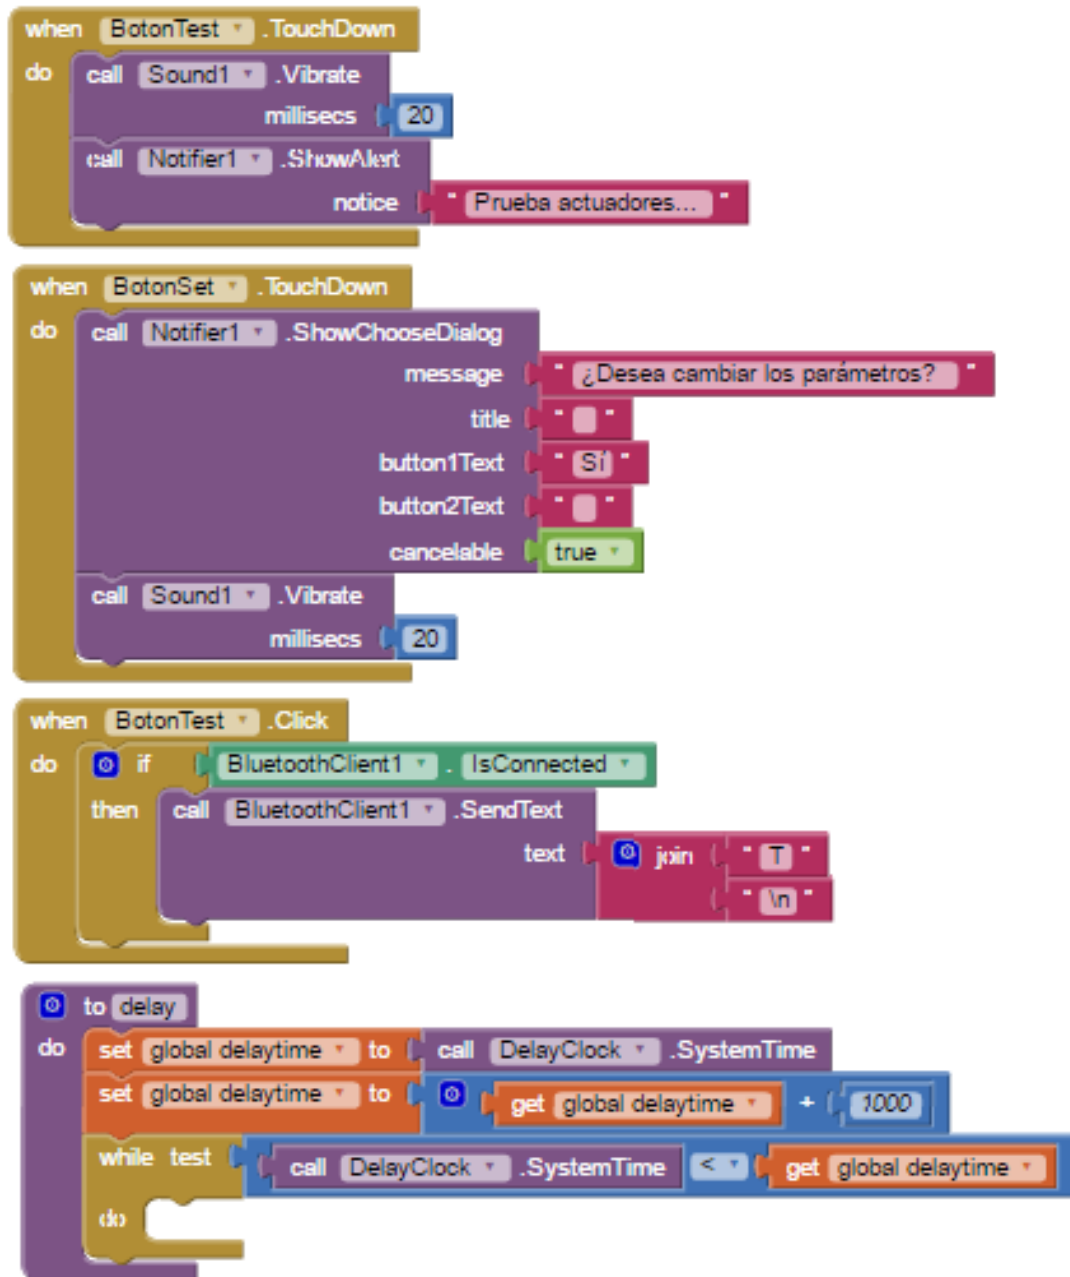 when BotonTest .TouchDown
do call Sound1 .Vibrate
millisecs 20
call Notifier1 .ShowAlert
notice " Prueba actuadores... "
when BotonSet .TouchDown
do call Notifier1 .ShowChooseDialog
message " ¿Desea cambiar los parámetros? "
title " "
button1Text " Sí "
button2Text " "
cancelable true
call Sound1 .Vibrate
millisecs 20
when BotonTest .Click
do if BluetoothClient1 . IsConnected
then call BluetoothClient1 .SendText
text join " T "
" \n "
to delay
do set global delaytime to call DelayClock .SystemTime
set global delaytime to get global delaytime + 1000
while test call DelayClock .SystemTime < get global delaytime
do